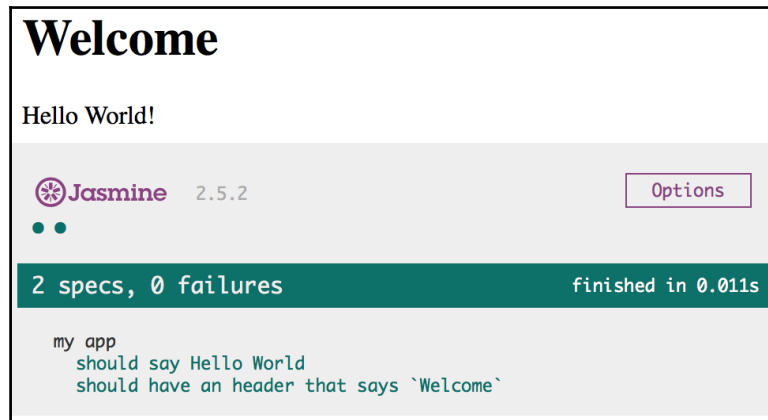 Welcome
Hello World!
Jasmine 2.5.2 Options
2 specs, 0 failures finished in 0.011s
my app
should say Hello World
should have an header that says `Welcome`